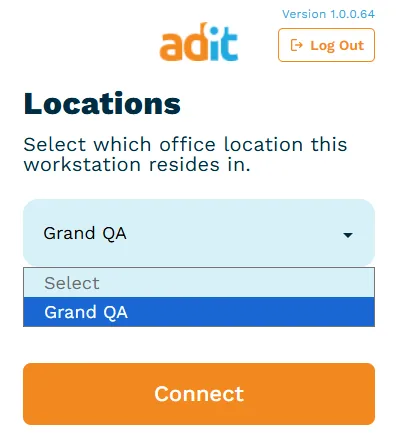 Version 1.0.0.64
adit
Log Out
Locations
Select which office location this
workstation resides in.
Grand QA
Select
Grand QA
Connect